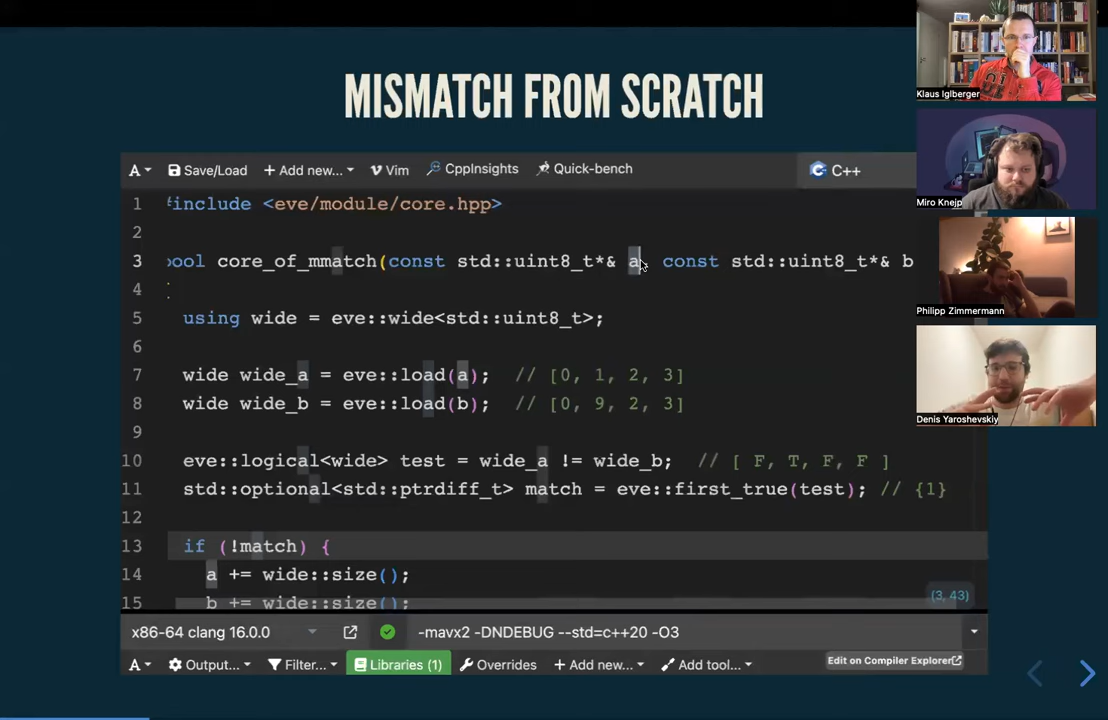 MISMATCH FROM SCRATCH
Klaus Iglberger
Miro Knejp
Philipp Zimmermann
Denis Yaroshevskiy
A Save/Load + Add new... Vim CppInsights Quick-bench C++
1 include <eve/module/core.hpp>
2
3 ool core_of_mmatch(const std::uint8_t*& a, const std::uint8_t*& b
4
5 using wide = eve::wide<std::uint8_t>;
6
7 wide wide_a = eve::load(a); // [0, 1, 2, 3]
8 wide wide_b = eve::load(b); // [0, 9, 2, 3]
9
10 eve::logical<wide> test = wide_a != wide_b; // [ F, T, F, F ]
11 std::optional<std::ptrdiff_t> match = eve::first_true(test); // {1}
12
13 if (!match) {
14 a += wide::size();
15 b += wide::size();
(3, 43)
x86-64 clang 16.0.0 -mavx2 -DNDEBUG --std=c++20 -O3
A Output... Filter... Libraries (1) Overrides + Add new... Add tool... Edit on Compiler Explorer